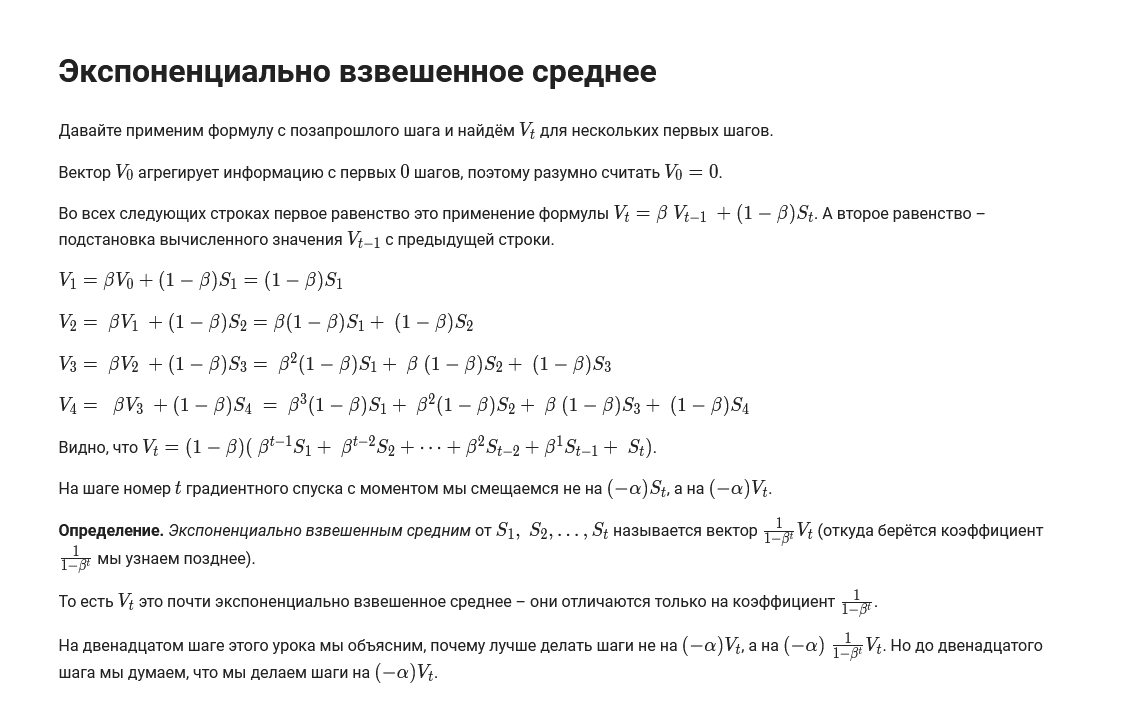 Экспоненциально взвешенное среднее
Давайте применим формулу с позапрошлого шага и найдём $V_t$ для нескольких первых шагов.
Вектор $V_0$ агрегирует информацию с первых $0$ шагов, поэтому разумно считать $V_0 = 0$.
Во всех следующих строках первое равенство это применение формулы $V_t = \beta \ V_{t-1} \ + (1 - \beta)S_t$. А второе равенство –
подстановка вычисленного значения $V_{t-1}$ с предыдущей строки.
$V_1 = \beta V_0 + (1 - \beta)S_1 = (1 - \beta)S_1$
$V_2 = \ \beta V_1 \ + (1 - \beta)S_2 = \beta(1 - \beta)S_1 + \ (1 - \beta)S_2$
$V_3 = \ \beta V_2 \ + (1 - \beta)S_3 = \ \beta^2(1 - \beta)S_1 + \ \beta \ (1 - \beta)S_2 + \ (1 - \beta)S_3$
$V_4 = \ \beta V_3 \ + (1 - \beta)S_4 \ = \ \beta^3(1 - \beta)S_1 + \ \beta^2(1 - \beta)S_2 + \ \beta \ (1 - \beta)S_3 + \ (1 - \beta)S_4$
Видно, что $V_t = (1 - \beta)( \ \beta^{t-1}S_1 + \ \beta^{t-2}S_2 + \cdots + \beta^2 S_{t-2} + \beta^1 S_{t-1} + \ S_t)$.
На шаге номер $t$ градиентного спуска с моментом мы смещаемся не на $(-\alpha)S_t$, а на $(-\alpha)V_t$.
Определение. Экспоненциально взвешенным средним от $S_1, \ S_2, \ldots, S_t$ называется вектор $\frac{1}{1-\beta^t}V_t$ (откуда берётся коэффициент
$\frac{1}{1-\beta^t}$ мы узнаем позднее).
То есть $V_t$ это почти экспоненциально взвешенное среднее – они отличаются только на коэффициент $\frac{1}{1-\beta^t}$.
На двенадцатом шаге этого урока мы объясним, почему лучше делать шаги не на $(-\alpha)V_t$, а на $(-\alpha) \ \frac{1}{1-\beta^t}V_t$. Но до двенадцатого
шага мы думаем, что мы делаем шаги на $(-\alpha)V_t$.